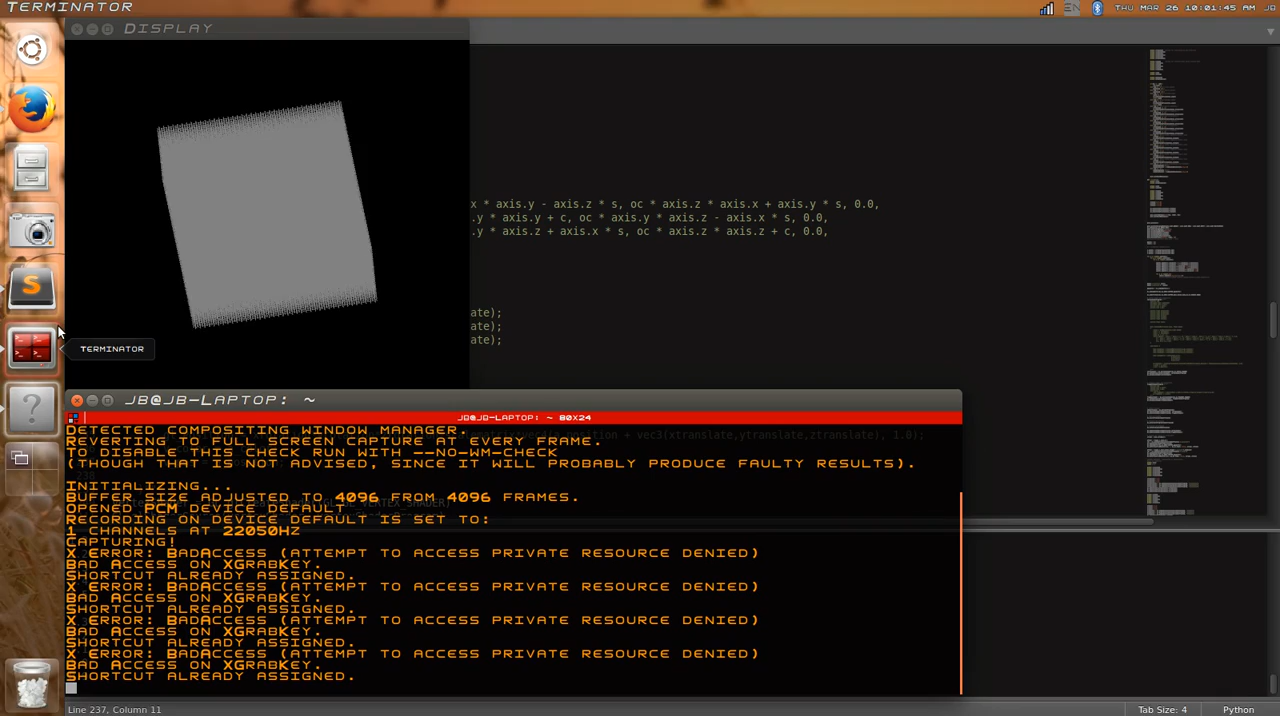 Terminator
EN
Thu Mar 26 10:01:45 AM
JB
Display
x * axis.y - axis.z * s, oc * axis.z * axis.x + axis.y * s, 0.0,
.y * axis.y + c, oc * axis.y * axis.z - axis.x * s, 0.0,
.y * axis.z + axis.x * s, oc * axis.z * axis.z + c, 0.0,
ate);
ate);
ate);
Terminator
jb@jb-Laptop: ~
jb@jb-Laptop: ~ 80x24
Detected compositing window manager.
Reverting to full screen capture at every frame.
To disable this check run with --no-wm-check
(though that is not advised, since it will probably produce faulty results).
Initializing...
Buffer size adjusted to 4096 from 4096 frames.
Opened PCM device default
Recording on device default is set to:
1 channels at 22050Hz
Capturing!
X Error: BadAccess (attempt to access private resource denied)
Bad Access on XGrabKey.
Shortcut already assigned.
X Error: BadAccess (attempt to access private resource denied)
Bad Access on XGrabKey.
Shortcut already assigned.
X Error: BadAccess (attempt to access private resource denied)
Bad Access on XGrabKey.
Shortcut already assigned.
X Error: BadAccess (attempt to access private resource denied)
Bad Access on XGrabKey.
Shortcut already assigned.
Line 237, Column 11
Tab Size: 4
Python